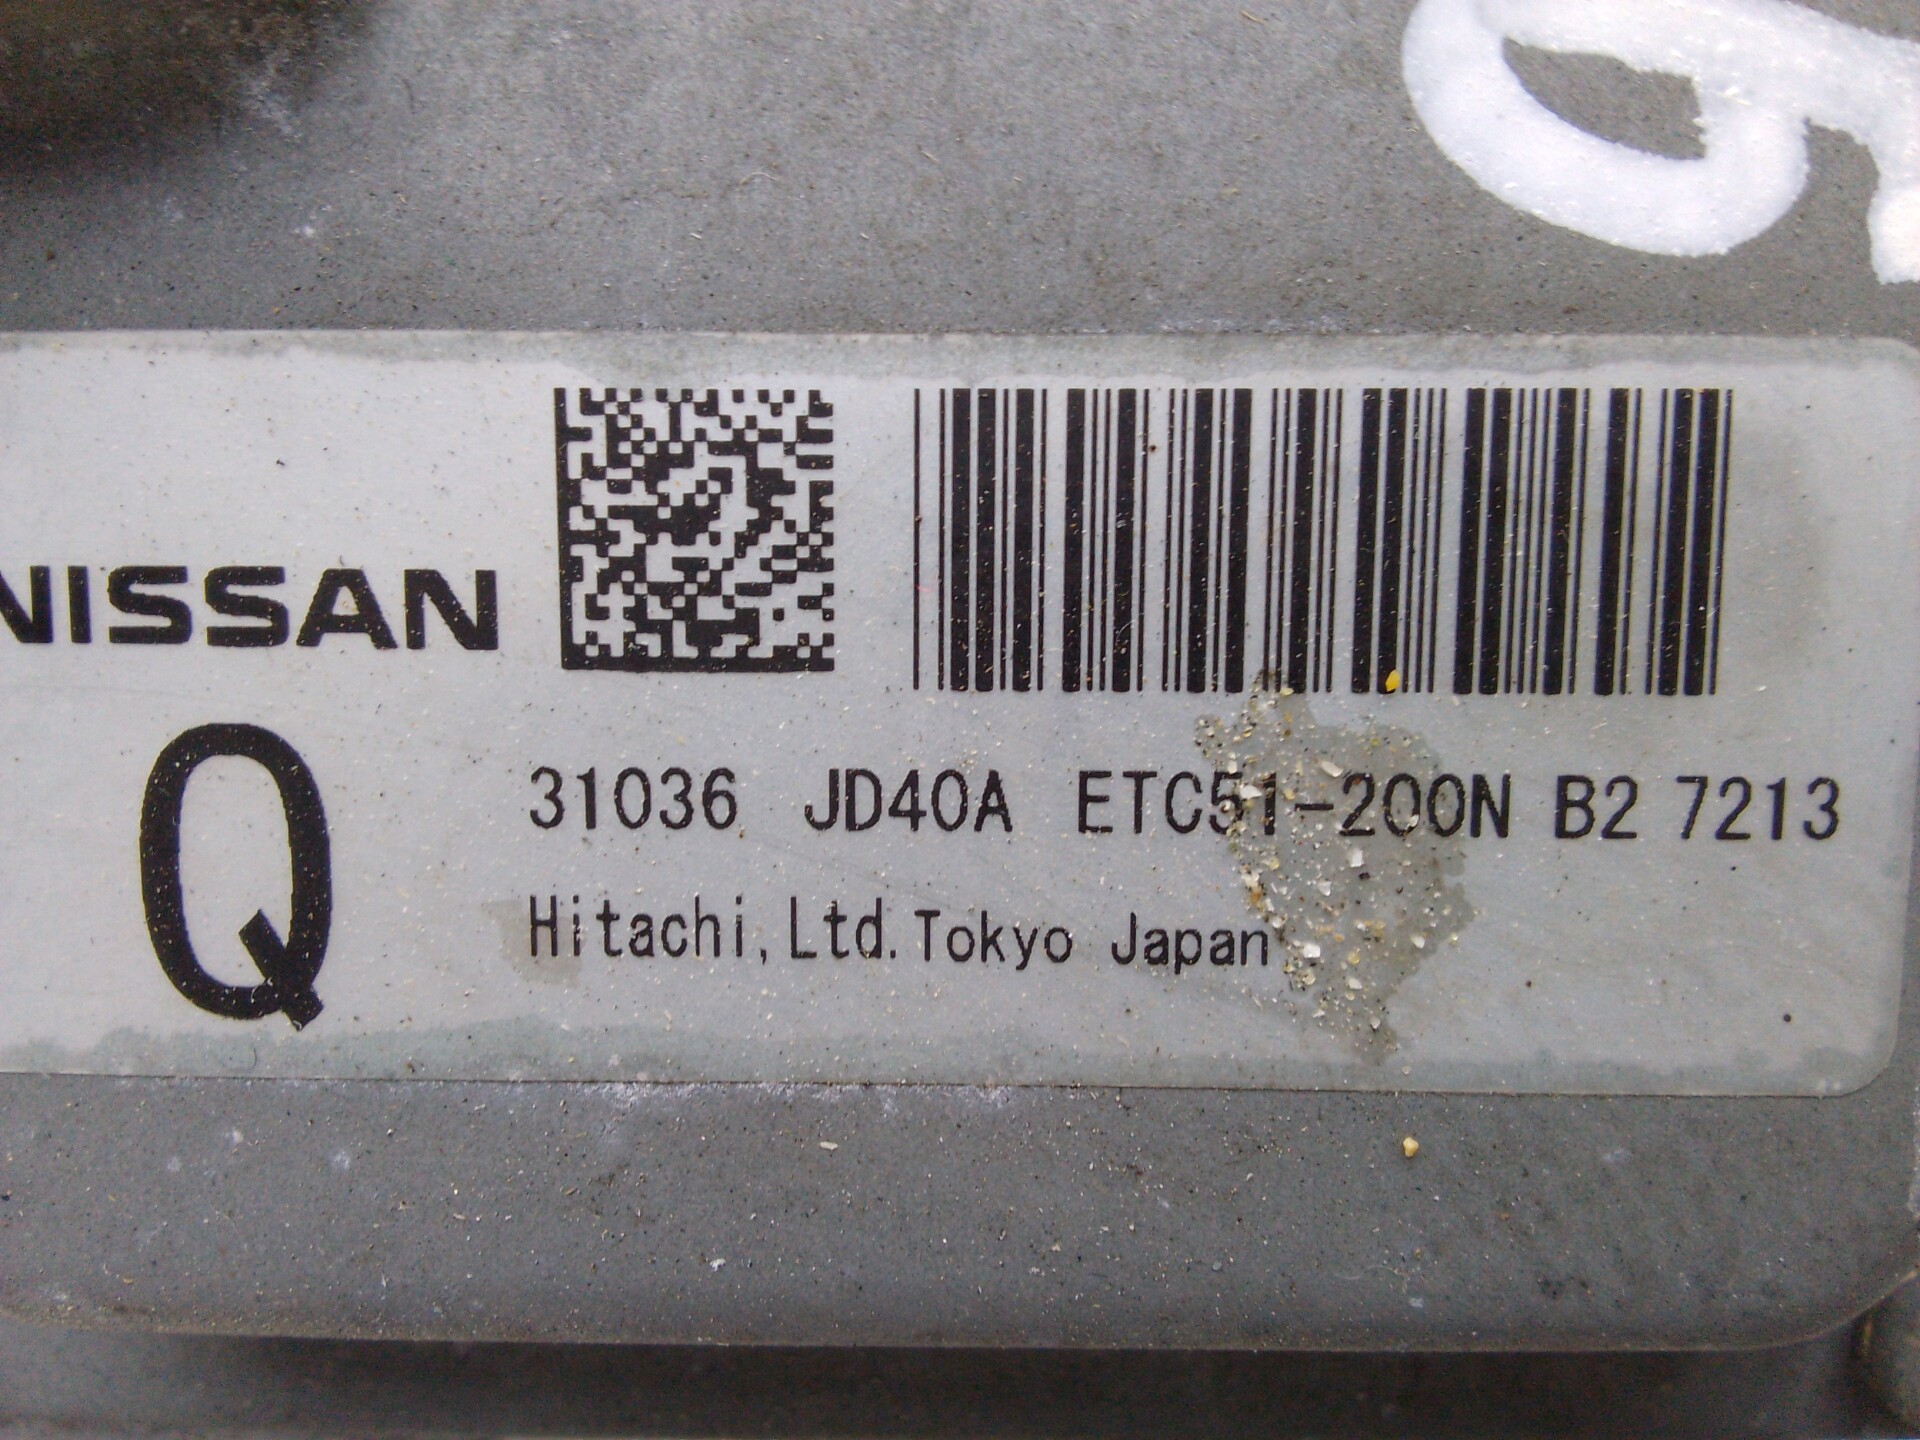 NISSAN
Q
31036 JD40A ETC51-200N B2 7213
Hitachi, Ltd. Tokyo Japan